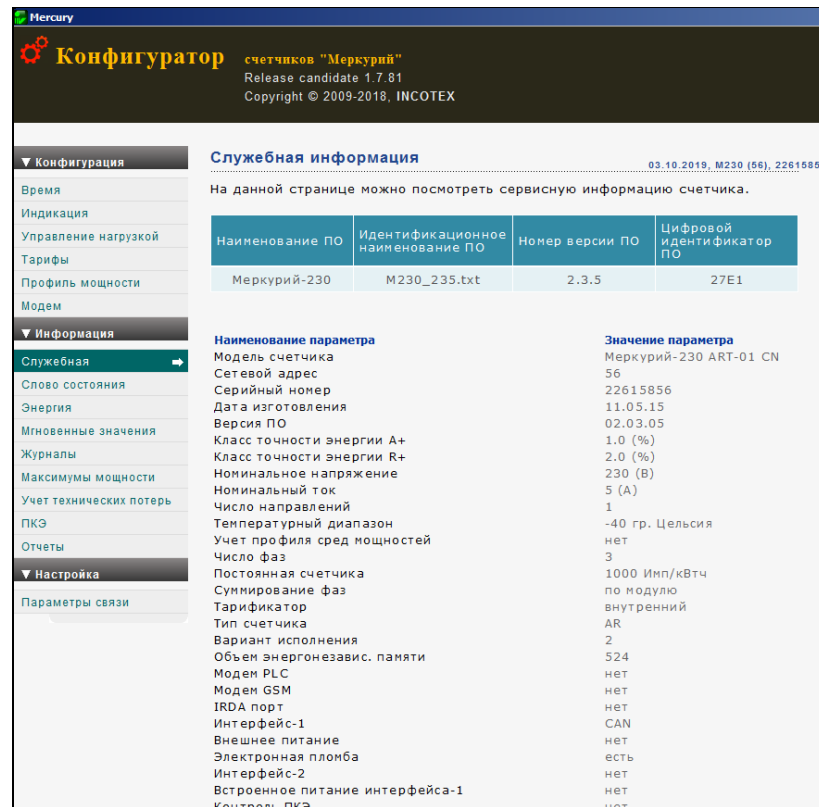 Mercury
Конфигуратор счетчиков "Меркурий"
Release candidate 1.7.81
Copyright © 2009-2018, INCOTEX
▼ Конфигурация
Время
Индикация
Управление нагрузкой
Тарифы
Профиль мощности
Модем
▼ Информация
Служебная
Слово состояния
Энергия
Мгновенные значения
Журналы
Максимумы мощности
Учет технических потерь
ПКЭ
Отчеты
▼ Настройка
Параметры связи
Служебная информация
03.10.2019, M230 (56), 2261585
На данной странице можно посмотреть сервисную информацию счетчика.
Наименование ПО Идентификационное наименование ПО Номер версии ПО Цифровой идентификатор ПО
Меркурий-230 M230_235.txt 2.3.5 27E1
Наименование параметра Значение параметра
Модель счетчика Меркурий-230 ART-01 CN
Сетевой адрес 56
Серийный номер 22615856
Дата изготовления 11.05.15
Версия ПО 02.03.05
Класс точности энергии А+ 1.0 (%)
Класс точности энергии R+ 2.0 (%)
Номинальное напряжение 230 (В)
Номинальный ток 5 (А)
Число направлений 1
Температурный диапазон -40 гр. Цельсия
Учет профиля сред мощностей нет
Число фаз 3
Постоянная счетчика 1000 Имп/кВтч
Суммирование фаз по модулю
Тарификатор внутренний
Тип счетчика AR
Вариант исполнения 2
Объем энергонезавис. памяти 524
Модем PLC нет
Модем GSM нет
IRDA порт нет
Интерфейс-1 CAN
Внешнее питание нет
Электронная пломба есть
Интерфейс-2 нет
Встроенное питание интерфейса-1 нет
Контроль ПКЭ нет